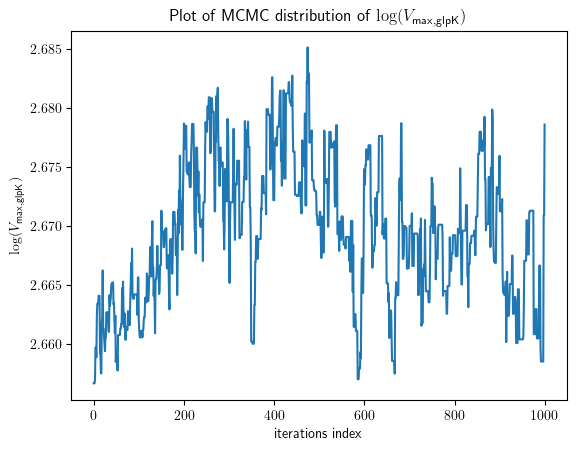 Plot of MCMC distribution of log(V_max,glpK)
log(V_max,glpK)
2.685
2.680
2.675
2.670
2.665
2.660
0 200 400 600 800 1000
iterations index